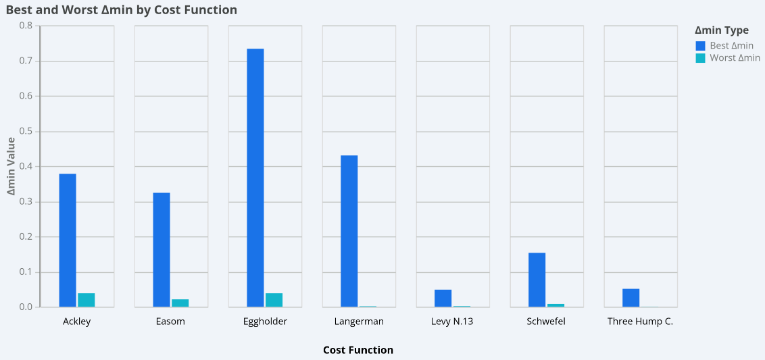 Best and Worst Δmin by Cost Function
Δmin Type
Best Δmin
Worst Δmin
Δmin Value
0.8
0.7
0.6
0.5
0.4
0.3
0.2
0.1
0.0
Ackley
Easom
Eggholder
Langerman
Levy N.13
Schwefel
Three Hump C.
Cost Function